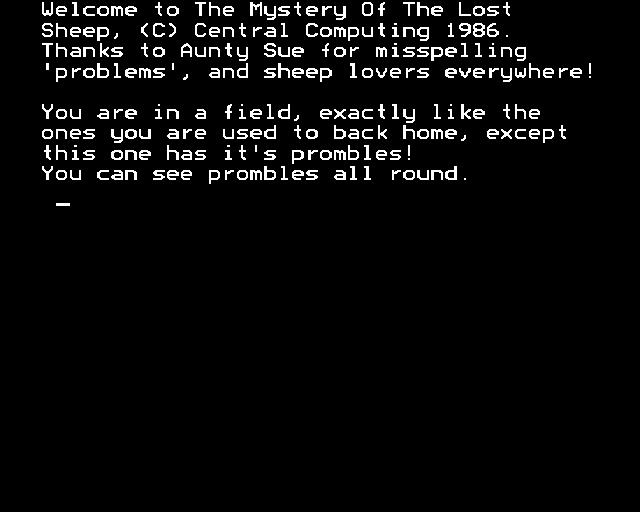 Welcome to The Mystery Of The Lost
Sheep, (C) Central Computing 1986.
Thanks to Aunty Sue for misspelling
'problems', and sheep lovers everywhere!
You are in a field, exactly like the
ones you are used to back home, except
this one has it's prombles!
You can see prombles all round.